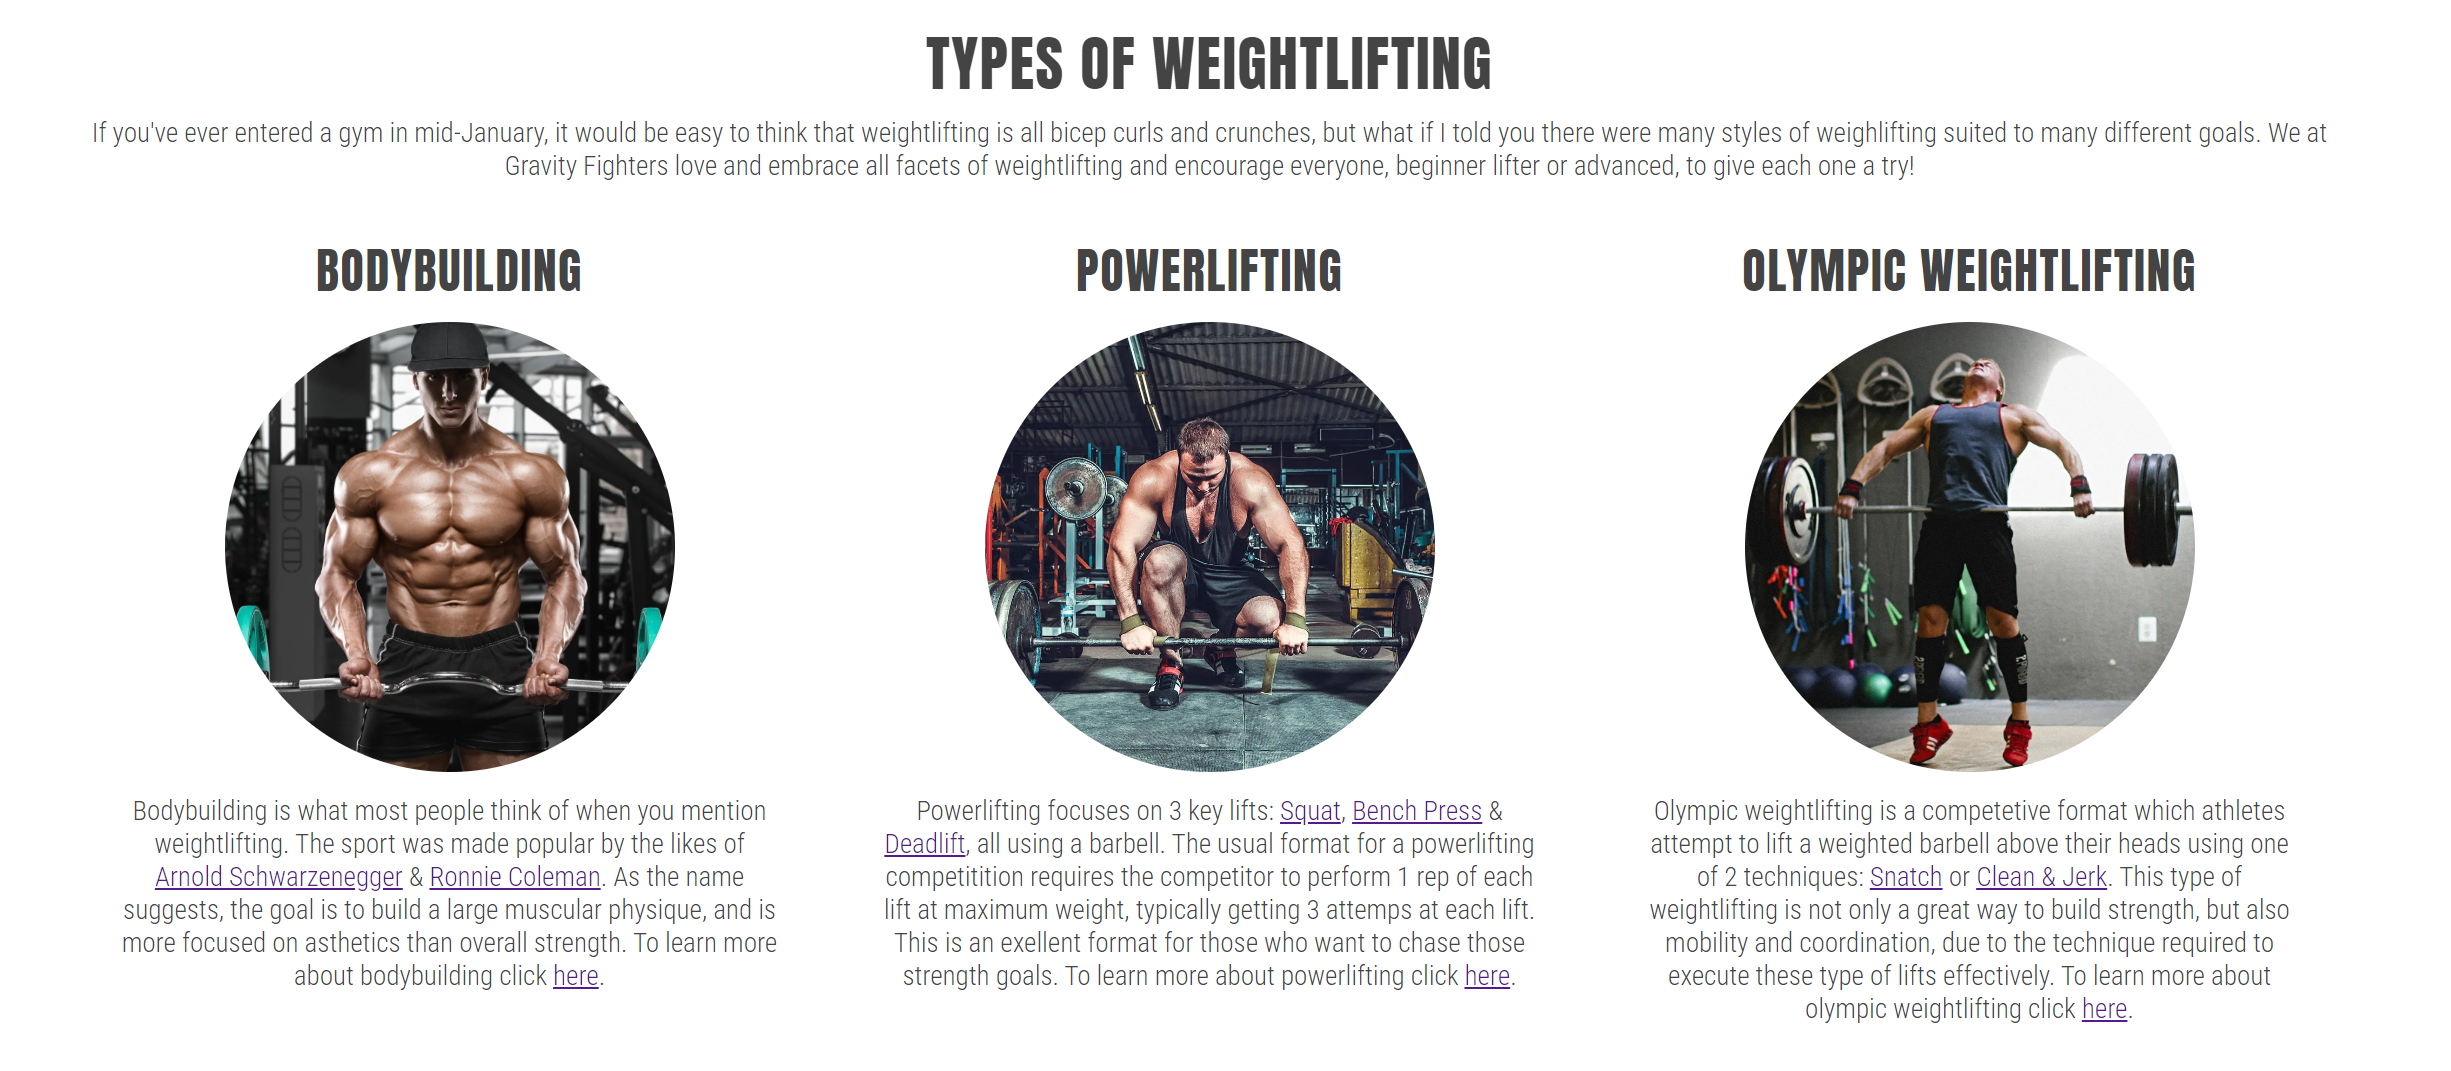 TYPES OF WEIGHTLIFTING
If you've ever entered a gym in mid-January, it would be easy to think that weightlifting is all bicep curls and crunches, but what if I told you there were many styles of weighlifting suited to many different goals. We at
Gravity Fighters love and embrace all facets of weightlifting and encourage everyone, beginner lifter or advanced, to give each one a try!
BODYBUILDING
Bodybuilding is what most people think of when you mention
weightlifting. The sport was made popular by the likes of
Arnold Schwarzenegger & Ronnie Coleman. As the name
suggests, the goal is to build a large muscular physique, and is
more focused on asthetics than overall strength. To learn more
about bodybuilding click here.
POWERLIFTING
Powerlifting focuses on 3 key lifts: Squat, Bench Press &
Deadlift, all using a barbell. The usual format for a powerlifting
competitition requires the competitor to perform 1 rep of each
lift at maximum weight, typically getting 3 attemps at each lift.
This is an exellent format for those who want to chase those
strength goals. To learn more about powerlifting click here.
OLYMPIC WEIGHTLIFTING
Olympic weightlifting is a competetive format which athletes
attempt to lift a weighted barbell above their heads using one
of 2 techniques: Snatch or Clean & Jerk. This type of
weightlifting is not only a great way to build strength, but also
mobility and coordination, due to the technique required to
execute these type of lifts effectively. To learn more about
olympic weightlifting click here.